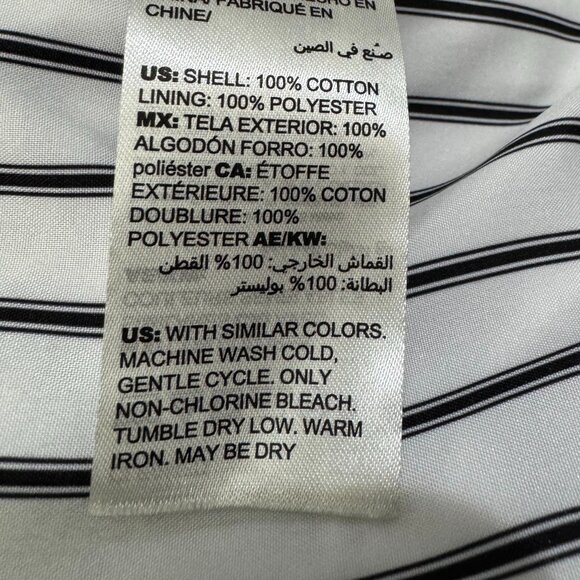 FABRIQUÉ EN
CHINE/
صنع في الصين
US: SHELL: 100% COTTON
LINING: 100% POLYESTER
MX: TELA EXTERIOR: 100%
ALGODÓN FORRO: 100%
poliéster CA: ÉTOFFE
EXTÉRIEURE: 100% COTON
DOUBLURE: 100%
POLYESTER AE/KW:
القماش الخارجي: 100% القطن
البطانة: 100% بوليستر
US: WITH SIMILAR COLORS.
MACHINE WASH COLD,
GENTLE CYCLE. ONLY
NON-CHLORINE BLEACH.
TUMBLE DRY LOW. WARM
IRON. MAY BE DRY